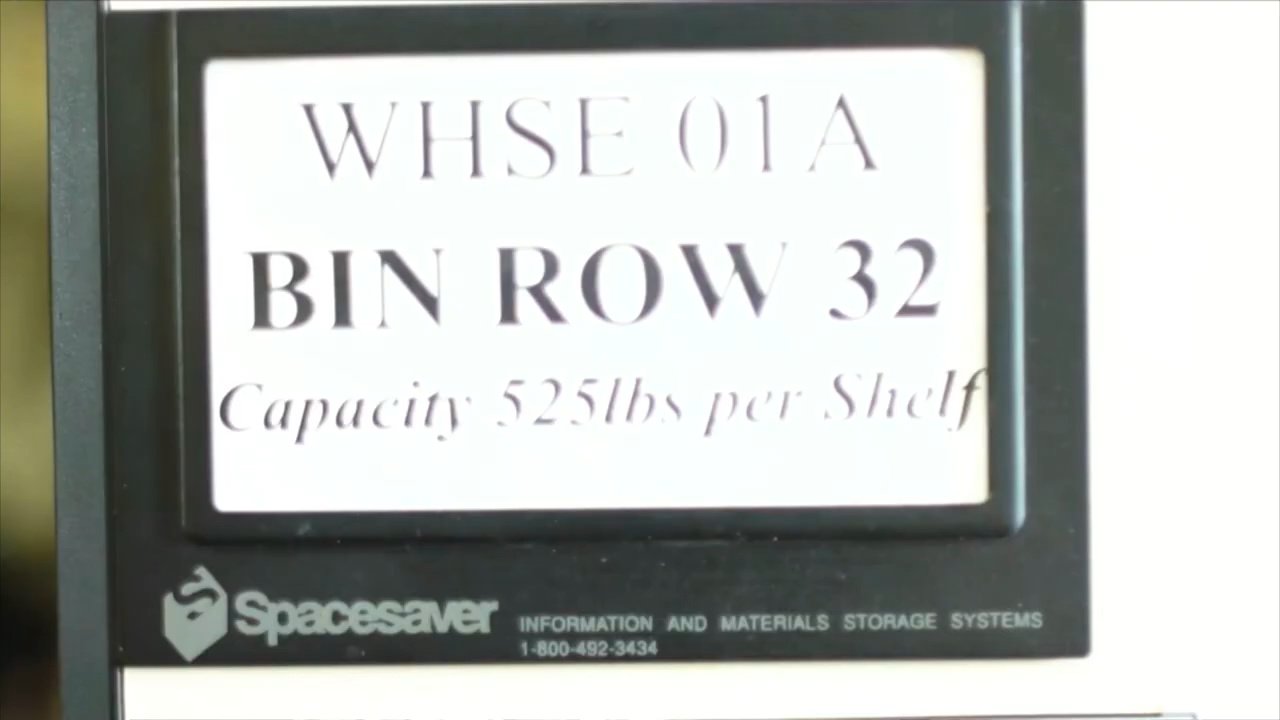 WHSE 01A
BIN ROW 32
Capacity 525lbs per Shelf
Spacesaver INFORMATION AND MATERIALS STORAGE SYSTEMS
1-800-492-3434